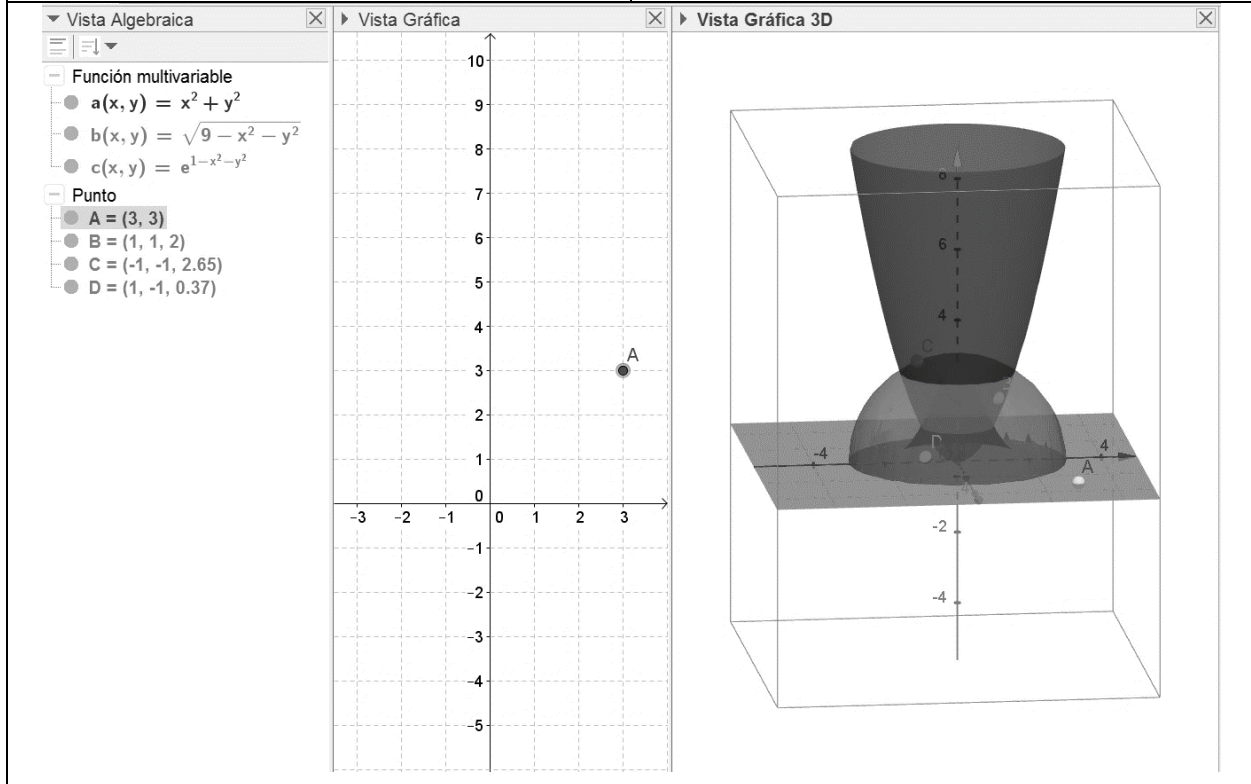 Vista Algebraica
Función multivariable
a(x, y) = x² + y²
b(x, y) = √(9 − x² − y²)
c(x, y) = e^(1−x²−y²)
Punto
A = (3, 3)
B = (1, 1, 2)
C = (-1, -1, 2.65)
D = (1, -1, 0.37)
Vista Gráfica
10
9
8
7
6
5
4
3
2
1
0
−3 −2 −1 0 1 2 3
−1
−2
−3
−4
−5
A
Vista Gráfica 3D
8
6
4
C
D
-4
4
A
-2
-4